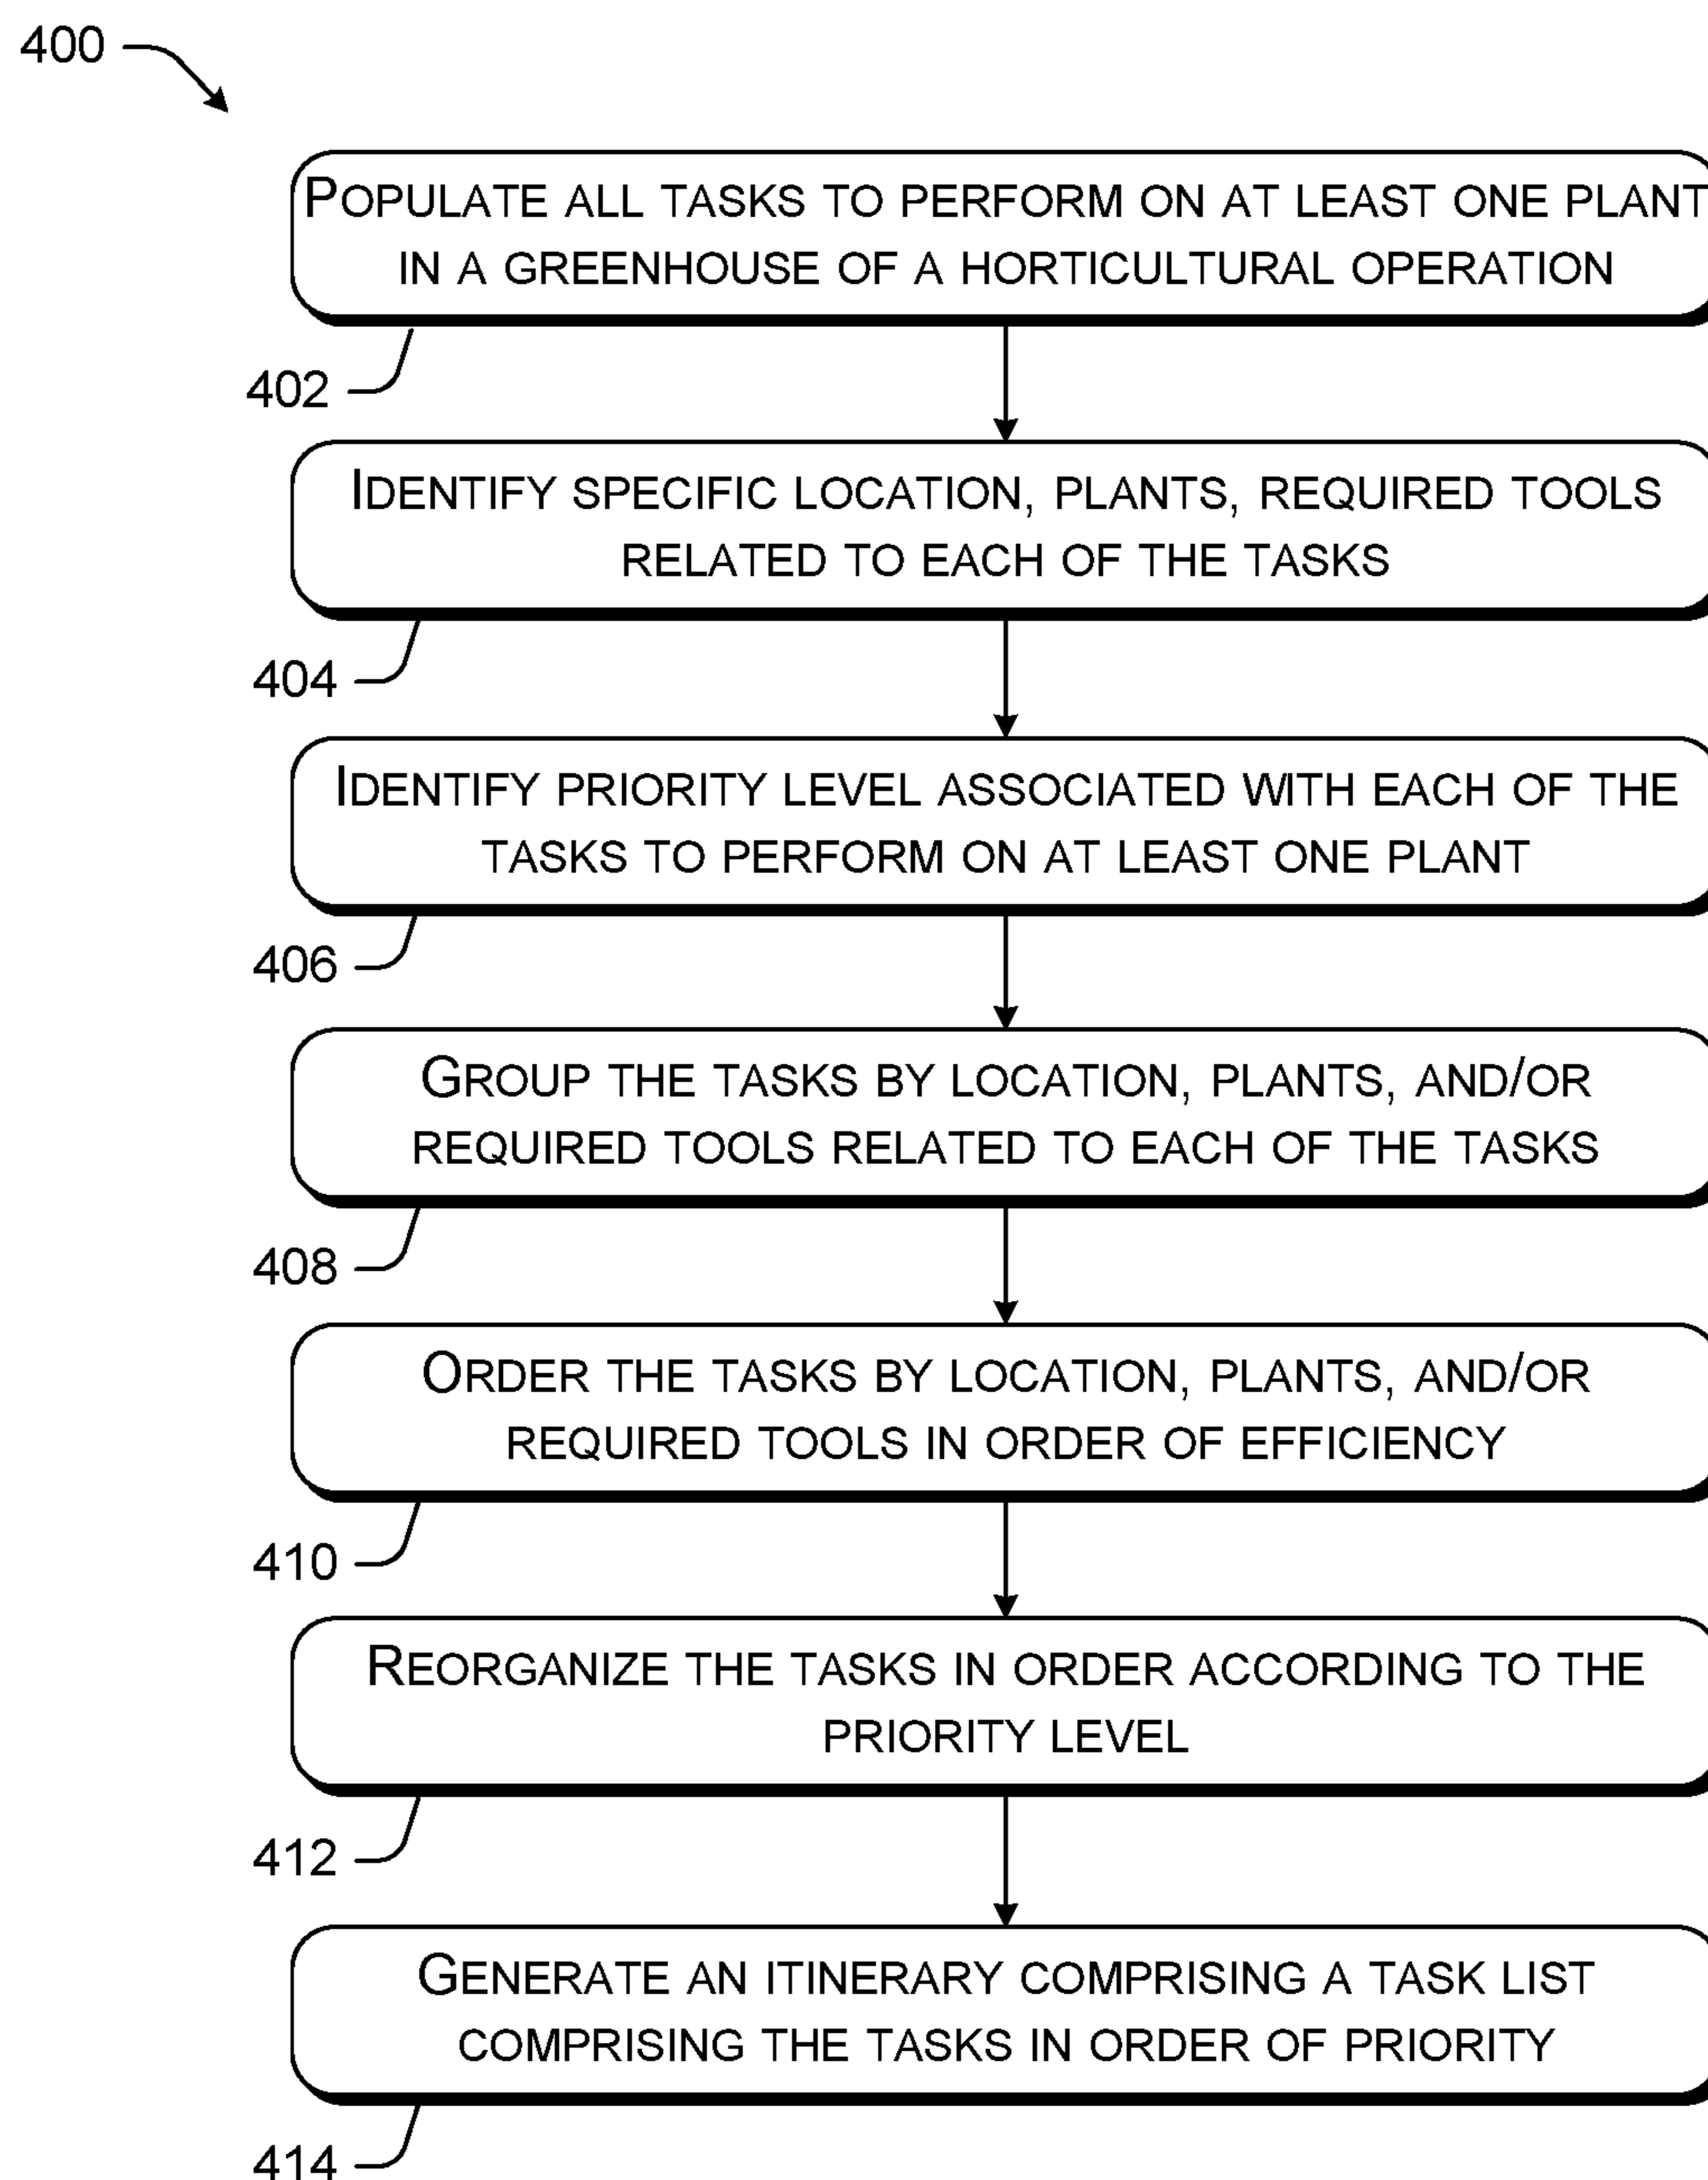 400
POPULATE ALL TASKS TO PERFORM ON AT LEAST ONE PLANT
IN A GREENHOUSE OF A HORTICULTURAL OPERATION
402
IDENTIFY SPECIFIC LOCATION, PLANTS, REQUIRED TOOLS
RELATED TO EACH OF THE TASKS
404
IDENTIFY PRIORITY LEVEL ASSOCIATED WITH EACH OF THE
TASKS TO PERFORM ON AT LEAST ONE PLANT
406
GROUP THE TASKS BY LOCATION, PLANTS, AND/OR
REQUIRED TOOLS RELATED TO EACH OF THE TASKS
408
ORDER THE TASKS BY LOCATION, PLANTS, AND/OR
REQUIRED TOOLS IN ORDER OF EFFICIENCY
410
REORGANIZE THE TASKS IN ORDER ACCORDING TO THE
PRIORITY LEVEL
412
GENERATE AN ITINERARY COMPRISING A TASK LIST
COMPRISING THE TASKS IN ORDER OF PRIORITY
414